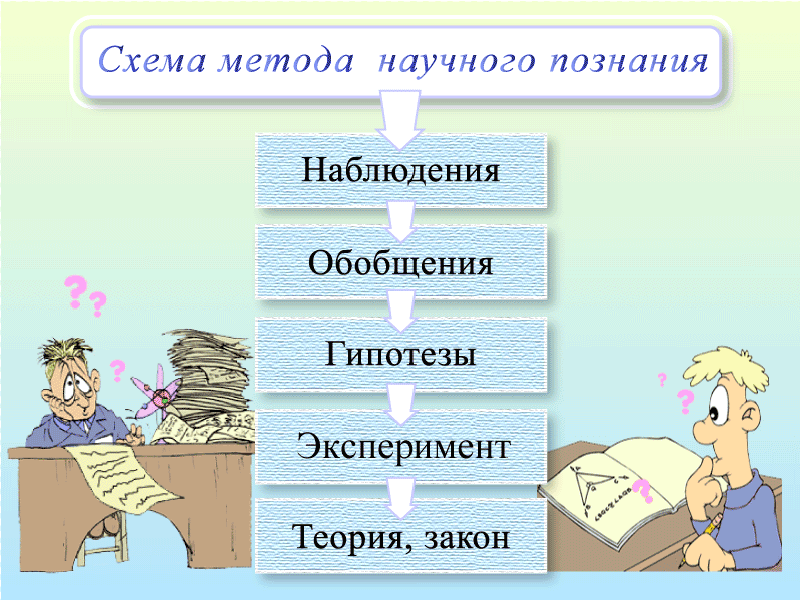 Схема метода научного познания
Наблюдения
Обобщения
Гипотезы
Эксперимент
Теория, закон
? ?
?
?
?
?